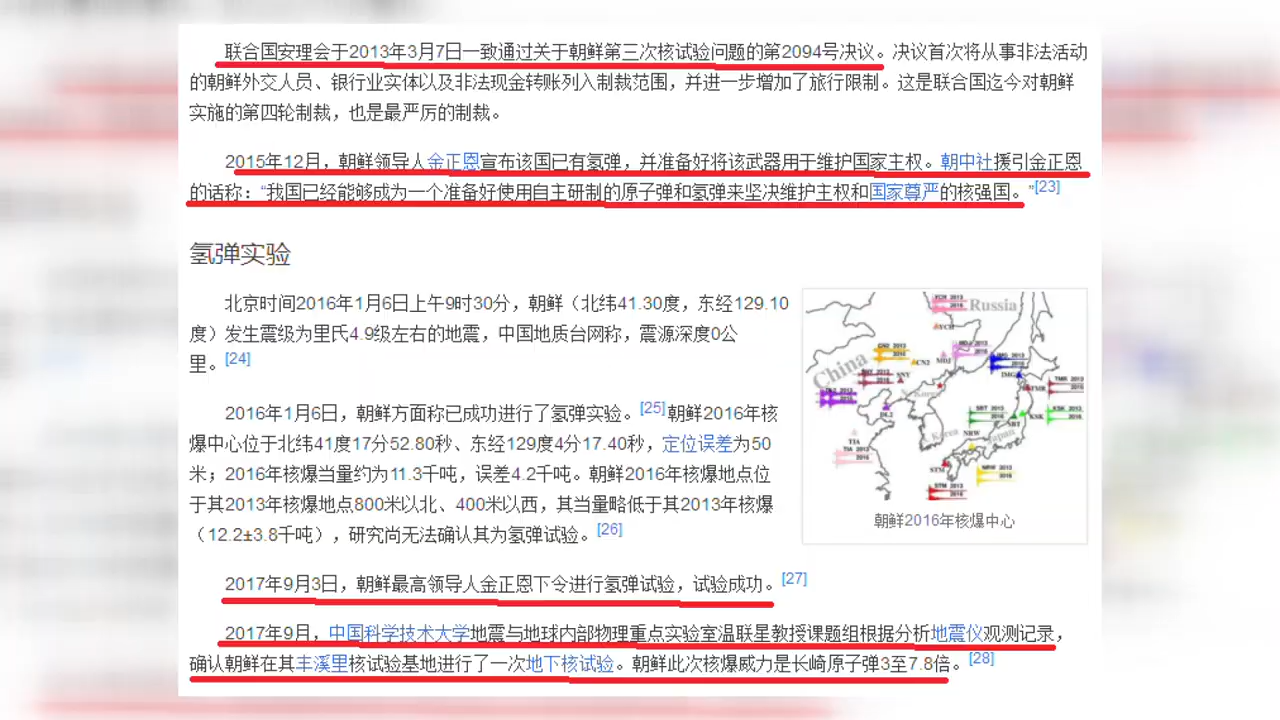 联合国安理会于2013年3月7日一致通过关于朝鲜第三次核试验问题的第2094号决议。决议首次将从事非法活动
的朝鲜外交人员、银行业实体以及非法现金转账列入制裁范围，并进一步增加了旅行限制。这是联合国迄今对朝鲜
实施的第四轮制裁，也是最严厉的制裁。
2015年12月，朝鲜领导人金正恩宣布该国已有氢弹，并准备好将该武器用于维护国家主权。朝中社援引金正恩
的话称：“我国已经能够成为一个准备好使用自主研制的原子弹和氢弹来坚决维护主权和国家尊严的核强国。”[23]
氢弹实验
北京时间2016年1月6日上午9时30分，朝鲜（北纬41.30度，东经129.10
度）发生震级为里氏4.9级左右的地震，中国地质台网称，震源深度0公
里。[24]
2016年1月6日，朝鲜方面称已成功进行了氢弹实验。[25]朝鲜2016年核
爆中心位于北纬41度17分52.80秒、东经129度4分17.40秒，定位误差为50
米；2016年核爆当量约为11.3千吨，误差4.2千吨。朝鲜2016年核爆地点位
于其2013年核爆地点800米以北、400米以西，其当量略低于其2013年核爆
（12.2±3.8千吨），研究尚无法确认其为氢弹试验。[26]
Russia
China
YCH
CN2
MDJ
SNY
IMG
TMR
DL2
KSK
SBT
NRW
TIA
STM
Japan
朝鲜2016年核爆中心
2017年9月3日，朝鲜最高领导人金正恩下令进行氢弹试验，试验成功。[27]
2017年9月，中国科学技术大学地震与地球内部物理重点实验室温联星教授课题组根据分析地震仪观测记录，
确认朝鲜在其丰溪里核试验基地进行了一次地下核试验。朝鲜此次核爆威力是长崎原子弹3至7.8倍。[28]